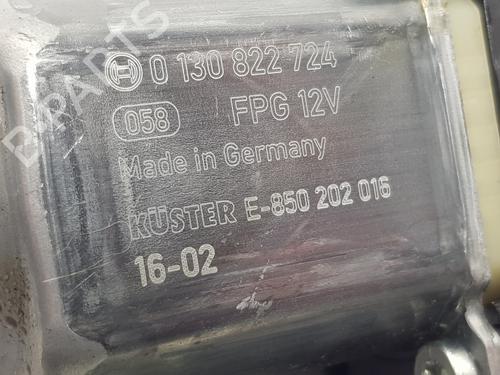 0 130 822 724
058 FPG 12V
Made in Germany
KÜSTER E-850 202 016
16-02